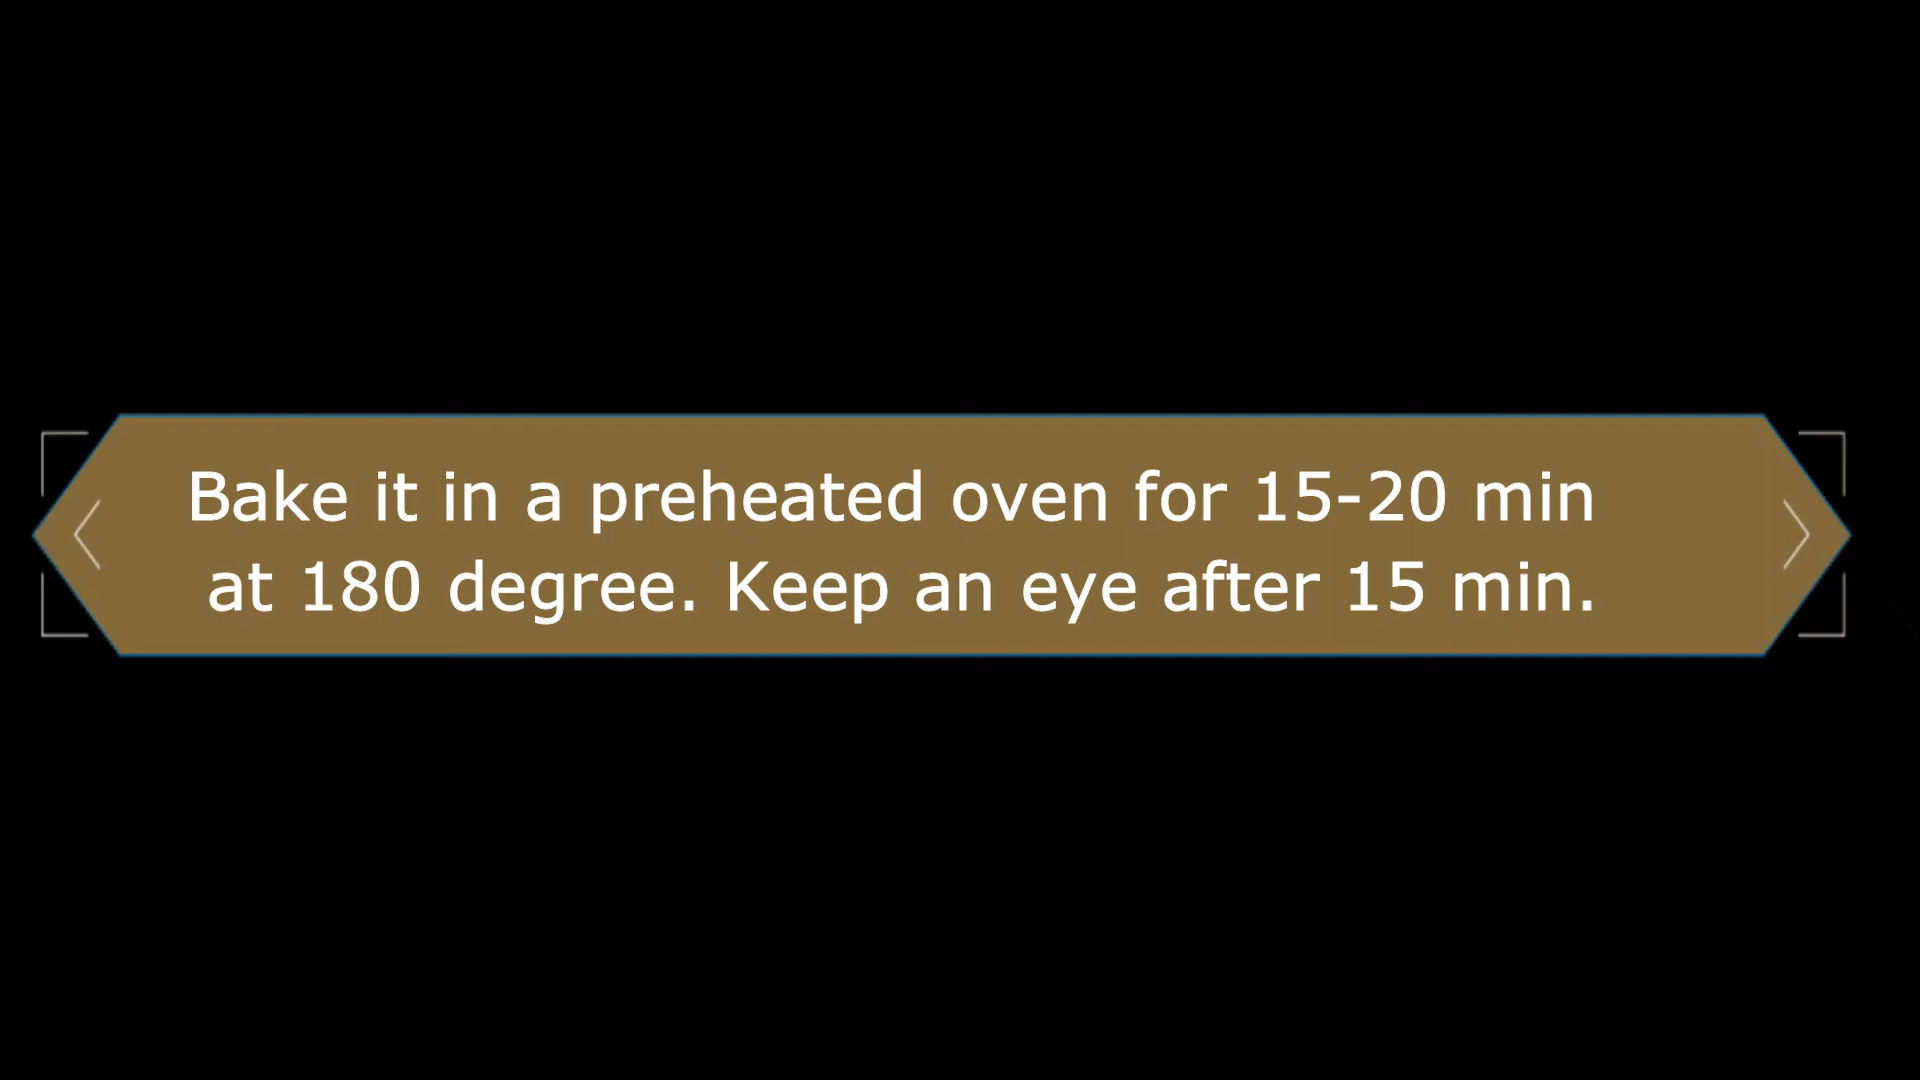 Bake it in a preheated oven for 15-20 min
at 180 degree. Keep an eye after 15 min.